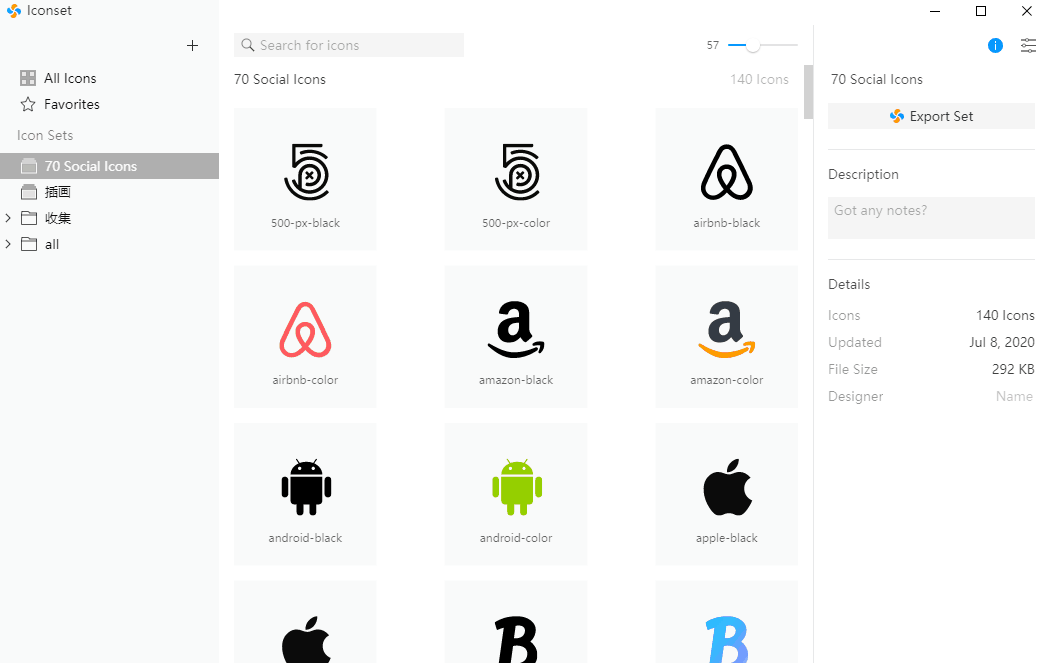 Iconset
All Icons
Favorites
Icon Sets
70 Social Icons
插画
收集
all
Search for icons
57
70 Social Icons
140 Icons
500-px-black
500-px-color
airbnb-black
airbnb-color
amazon-black
amazon-color
android-black
android-color
apple-black
70 Social Icons
Export Set
Description
Got any notes?
Details
Icons 140 Icons
Updated Jul 8, 2020
File Size 292 KB
Designer Name